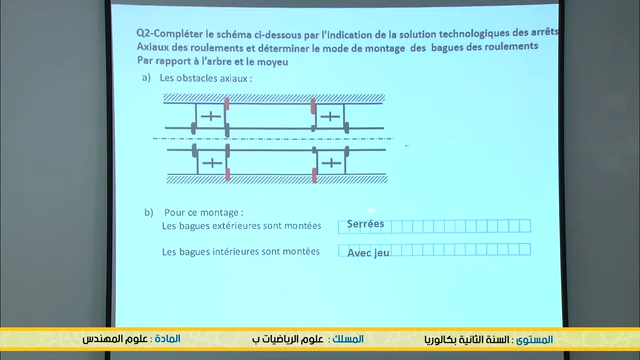 Q2-Compléter le schéma ci-dessous par l'indication de la solution technologiques des arrêts
Axiaux des roulements et déterminer le mode de montage des bagues des roulements
Par rapport à l'arbre et le moyeu
a) Les obstacles axiaux :
b) Pour ce montage :
Les bagues extérieures sont montées Serrées
Les bagues intérieures sont montées Avec jeu
المستوى : السنة الثانية بكالوريا المسلك : علوم الرياضيات ب المادة : علوم المهندس